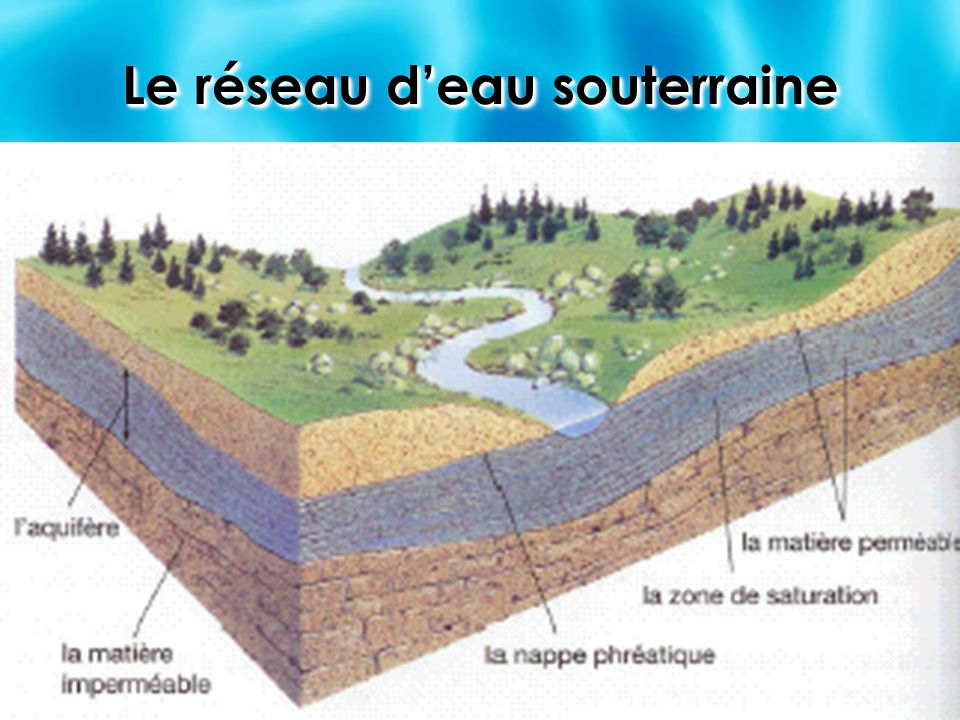 Le réseau d’eau souterraine
l'aquifère
la matière perméable
la zone de saturation
la matière
imperméable
la nappe phréatique